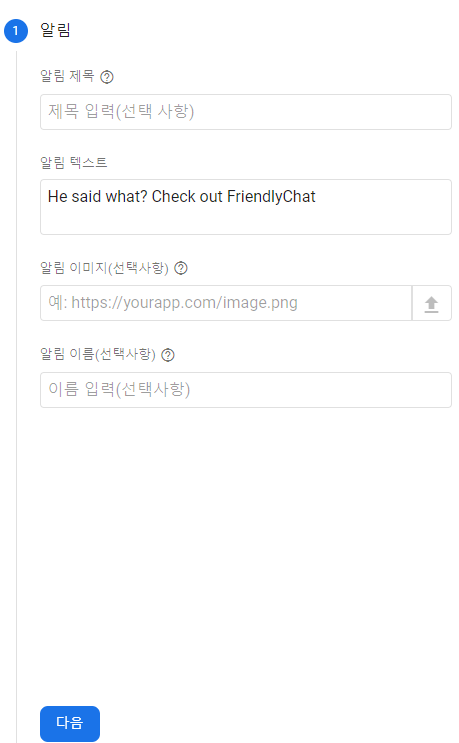 1 알림
알림 제목 ?
제목 입력(선택 사항)
알림 텍스트
He said what? Check out FriendlyChat
알림 이미지(선택사항) ?
예: https://yourapp.com/image.png
알림 이름(선택사항) ?
이름 입력(선택사항)
다음